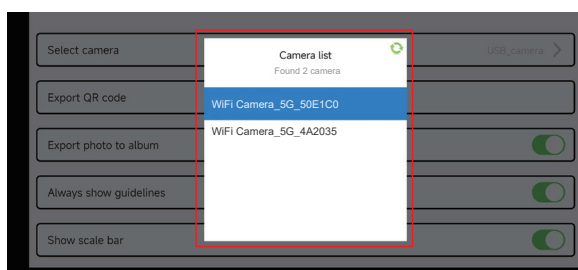 Select camera
USB_camera
Camera list
Found 2 camera
Export QR code
WiFi Camera_5G_50E1C0
WiFi Camera_5G_4A2035
Export photo to album
Always show guidelines
Show scale bar